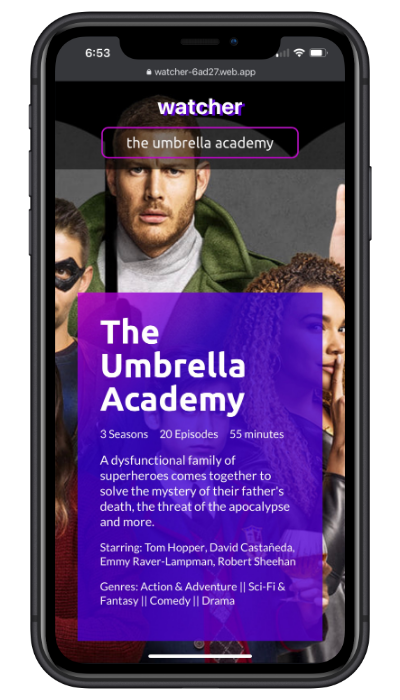 6:53
watcher-6ad27.web.app
watcher
the umbrella academy
The
Umbrella
Academy
3 Seasons 20 Episodes 55 minutes
A dysfunctional family of
superheroes comes together to
solve the mystery of their father's
death, the threat of the apocalypse
and more.
Starring: Tom Hopper, David Castañeda,
Emmy Raver-Lampman, Robert Sheehan
Genres: Action & Adventure || Sci-Fi &
Fantasy || Comedy || Drama